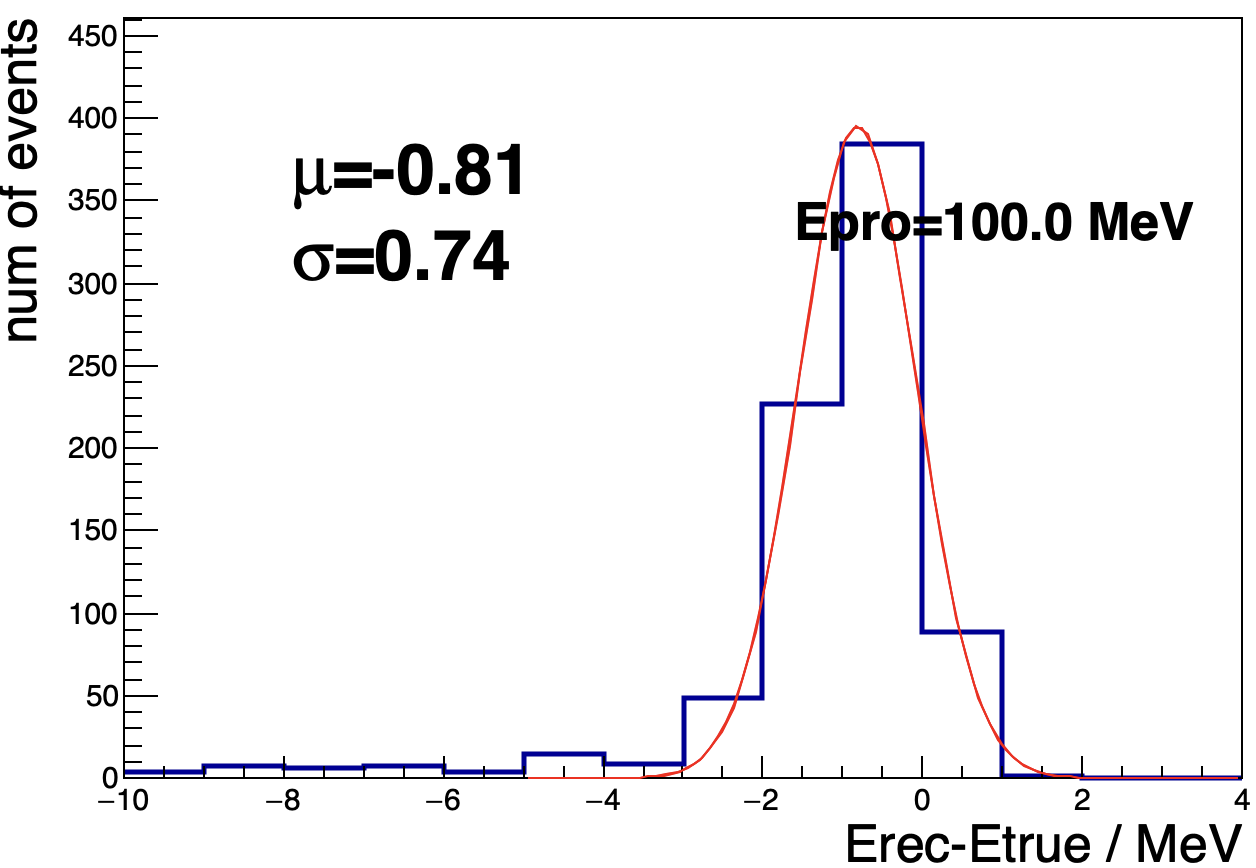 num of events
450
400
350
300
250
200
150
100
50
0
μ=-0.81
σ=0.74
Epro=100.0 MeV
−10 −8 −6 −4 −2 0 2 4
Erec-Etrue / MeV